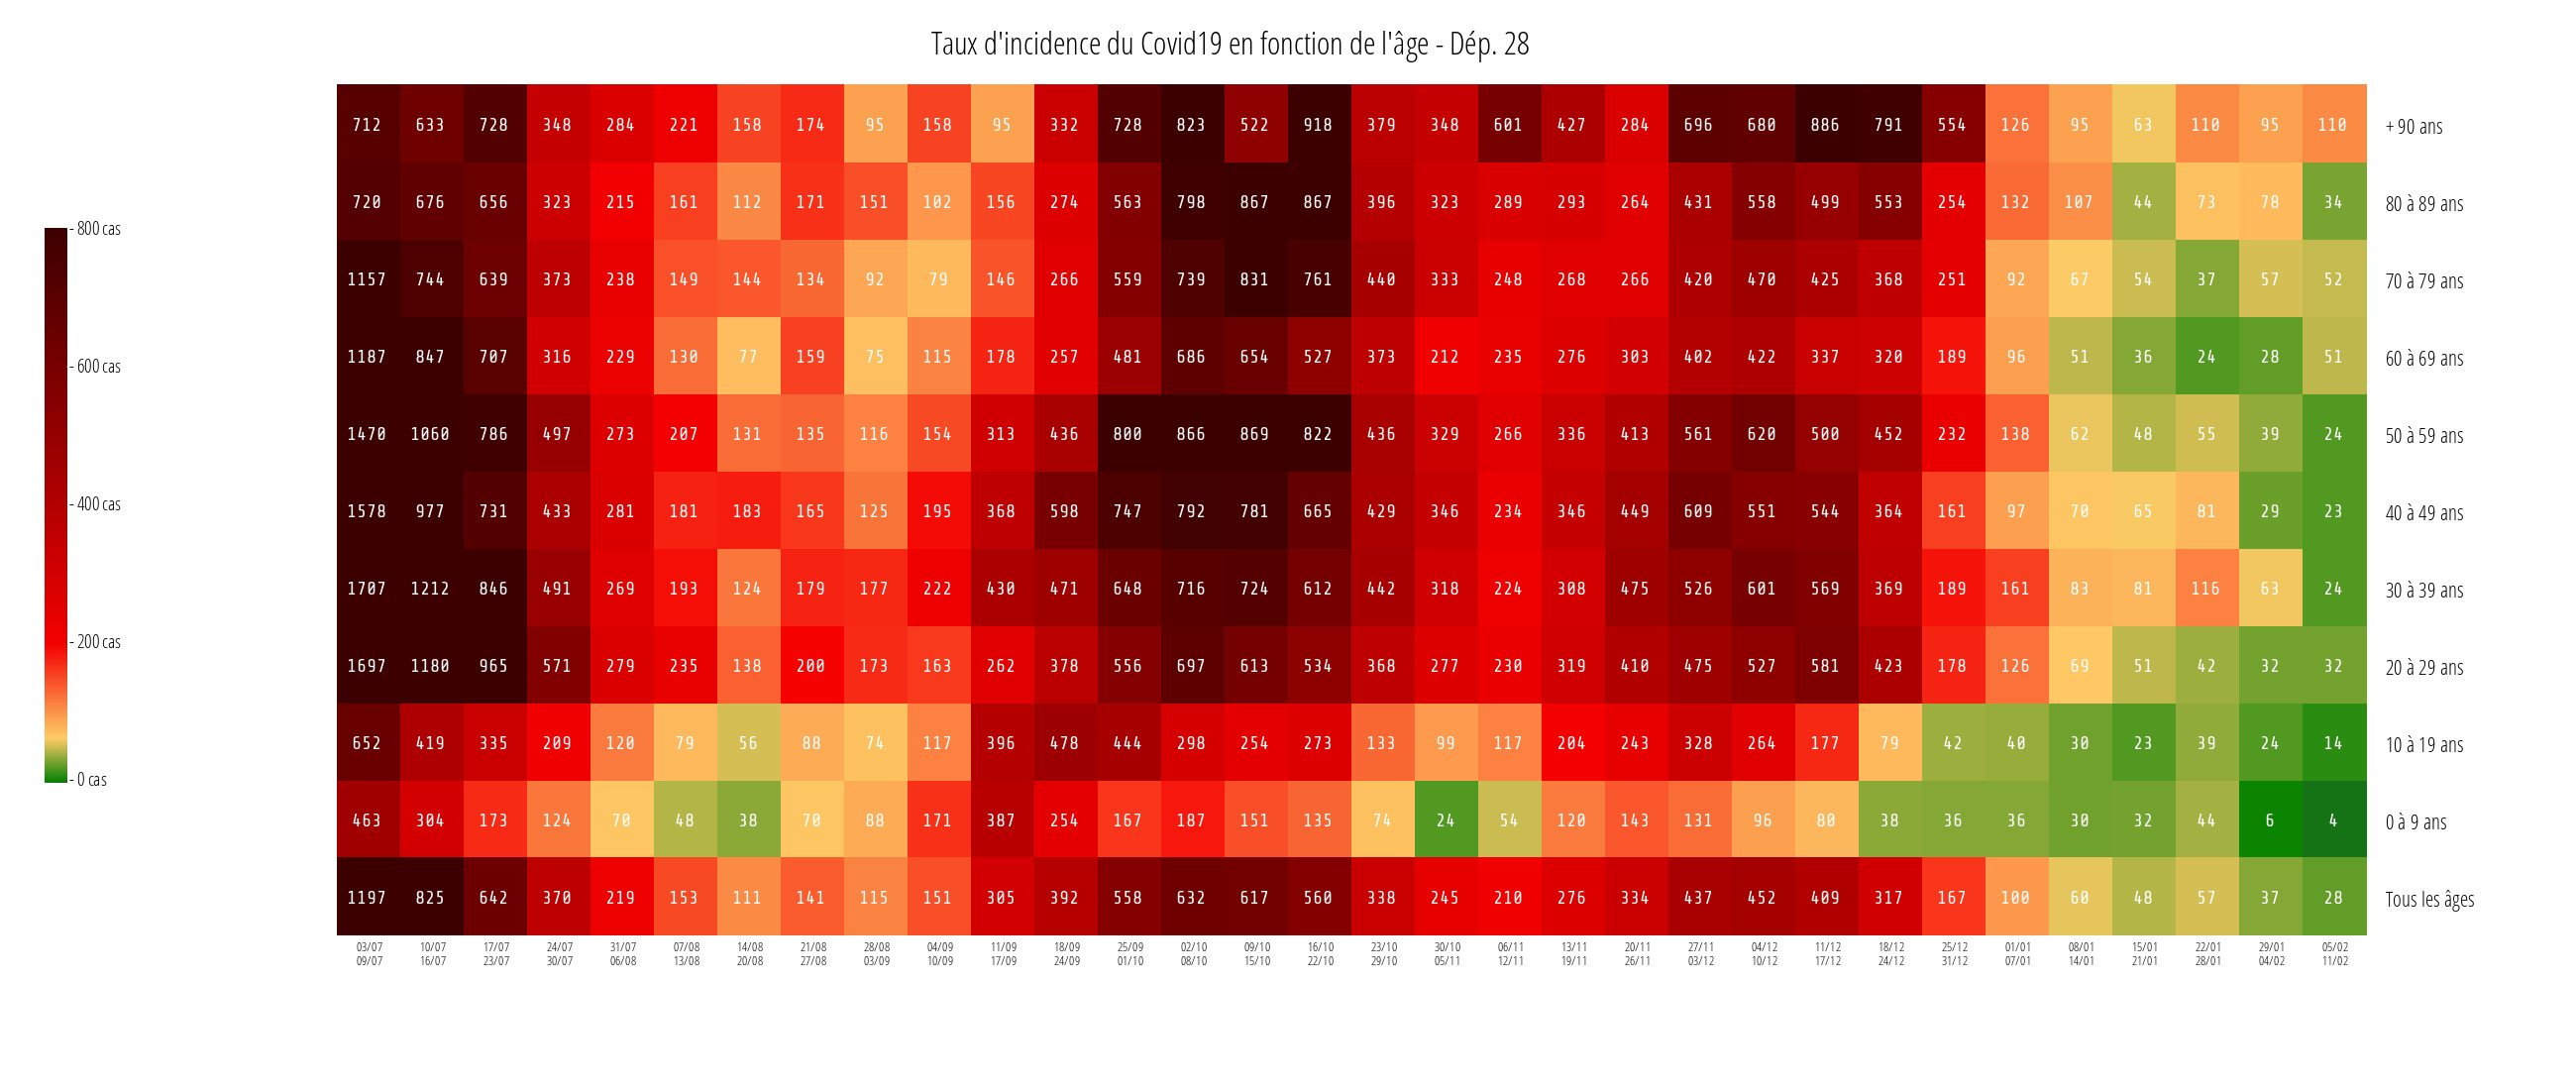 Taux d'incidence du Covid19 en fonction de l'âge - Dép. 28
- 800 cas
- 600 cas
- 400 cas
- 200 cas
- 0 cas
712 633 728 348 284 221 158 174 95 158 95 332 728 823 522 918 379 348 601 427 284 696 680 886 791 554 126 95 63 110 95 110 + 90 ans
720 676 656 323 215 161 112 171 151 102 156 274 563 798 867 867 396 323 289 293 264 431 558 499 553 254 132 107 44 73 78 34 80 à 89 ans
1157 744 639 373 238 149 144 134 92 79 146 266 559 739 831 761 440 333 248 268 266 420 470 425 368 251 92 67 54 37 57 52 70 à 79 ans
1187 847 707 316 229 130 77 159 75 115 178 257 481 686 654 527 373 212 235 276 303 402 422 337 320 189 96 51 36 24 28 51 60 à 69 ans
1470 1060 786 497 273 207 131 135 116 154 313 436 800 866 869 822 436 329 266 336 413 561 620 500 452 232 138 62 48 55 39 24 50 à 59 ans
1578 977 731 433 281 181 183 165 125 195 368 598 747 792 781 665 429 346 234 346 449 609 551 544 364 161 97 70 65 81 29 23 40 à 49 ans
1707 1212 846 491 269 193 124 179 177 222 430 471 648 716 724 612 442 318 224 308 475 526 601 569 369 189 161 83 81 116 63 24 30 à 39 ans
1697 1180 965 571 279 235 138 200 173 163 262 378 556 697 613 534 368 277 230 319 410 475 527 581 423 178 126 69 51 42 32 32 20 à 29 ans
652 419 335 209 120 79 56 88 74 117 396 478 444 298 254 273 133 99 117 204 243 328 264 177 79 42 40 30 23 39 24 14 10 à 19 ans
463 304 173 124 70 48 38 70 88 171 387 254 167 187 151 135 74 24 54 120 143 131 96 80 38 36 36 30 32 44 6 4 0 à 9 ans
1197 825 642 370 219 153 111 141 115 151 305 392 558 632 617 560 338 245 210 276 334 437 452 409 317 167 100 60 48 57 37 28 Tous les âges
03/07 10/07 17/07 24/07 31/07 07/08 14/08 21/08 28/08 04/09 11/09 18/09 25/09 02/10 09/10 16/10 23/10 30/10 06/11 13/11 20/11 27/11 04/12 11/12 18/12 25/12 01/01 08/01 15/01 22/01 29/01 05/02
09/07 16/07 23/07 30/07 06/08 13/08 20/08 27/08 03/09 10/09 17/09 24/09 01/10 08/10 15/10 22/10 29/10 05/11 12/11 19/11 26/11 03/12 10/12 17/12 24/12 31/12 07/01 14/01 21/01 28/01 04/02 11/02